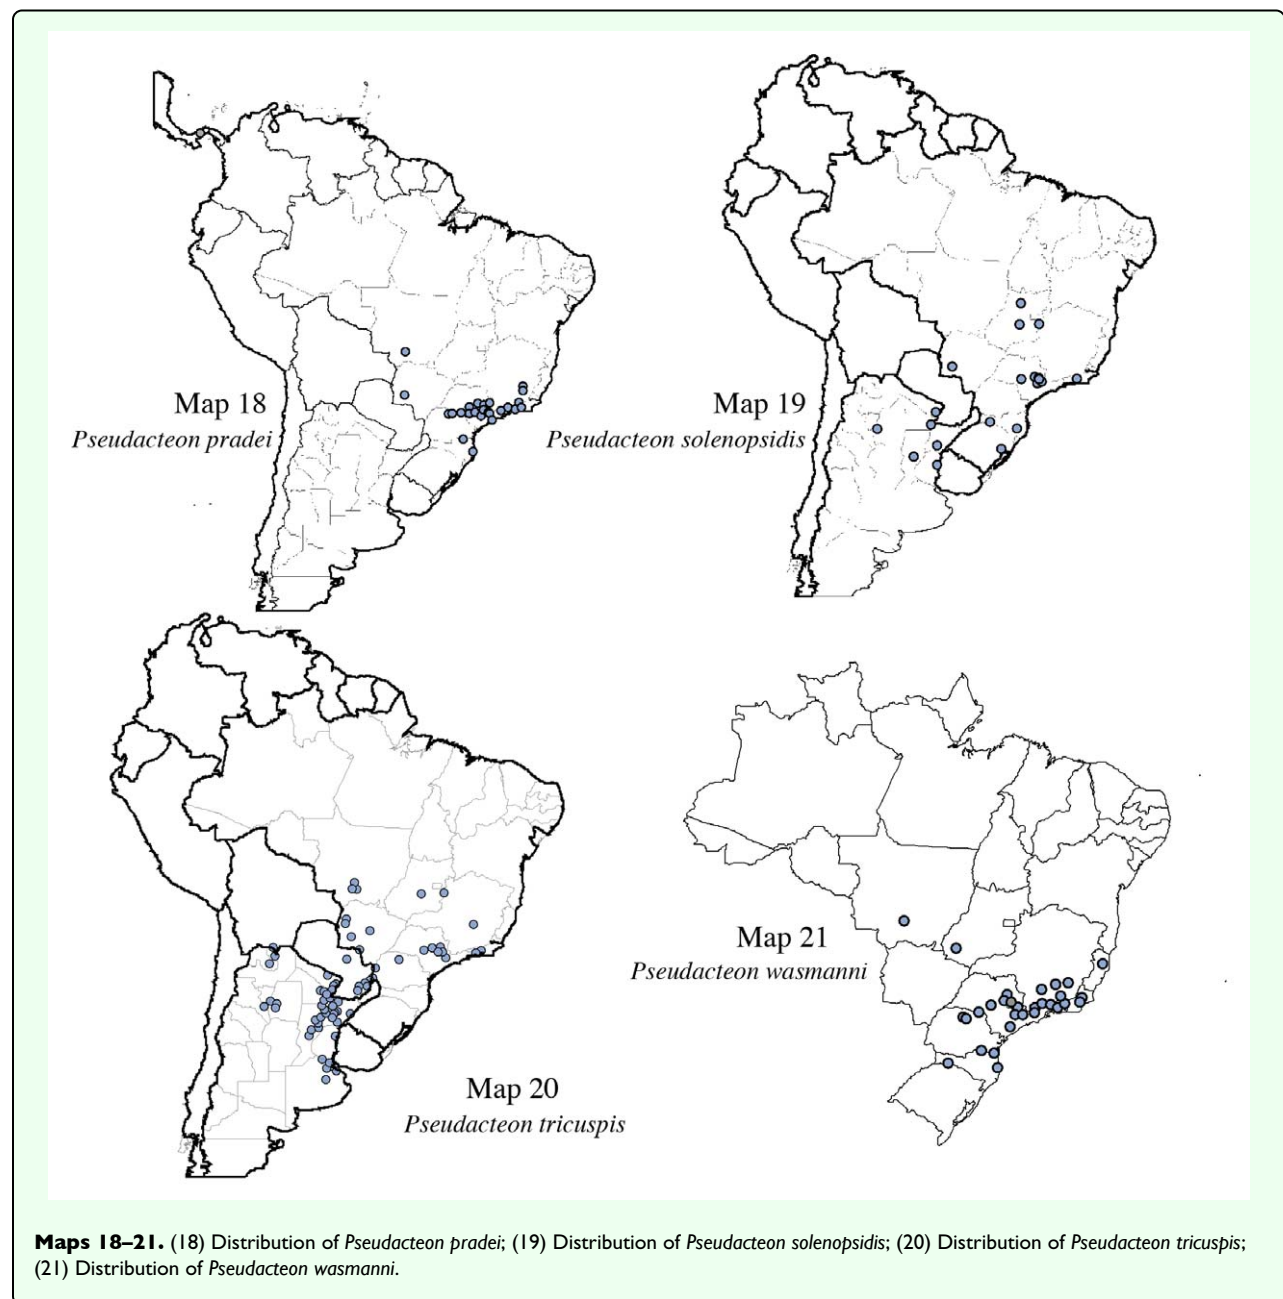 Map 18
Pseudacteon pradei
Map 19
Pseudacteon solenopsidis
Map 20
Pseudacteon tricuspis
Map 21
Pseudacteon wasmanni
Maps 18–21. (18) Distribution of Pseudacteon pradei; (19) Distribution of Pseudacteon solenopsidis; (20) Distribution of Pseudacteon tricuspis;
(21) Distribution of Pseudacteon wasmanni.